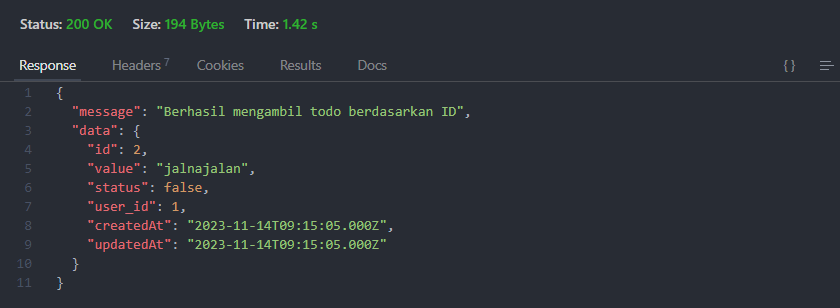 Status: 200 OK Size: 194 Bytes Time: 1.42 s
Response Headers 7 Cookies Results Docs { }
1 {
2 "message": "Berhasil mengambil todo berdasarkan ID",
3 "data": {
4 "id": 2,
5 "value": "jalnajalan",
6 "status": false,
7 "user_id": 1,
8 "createdAt": "2023-11-14T09:15:05.000Z",
9 "updatedAt": "2023-11-14T09:15:05.000Z"
10 }
11 }